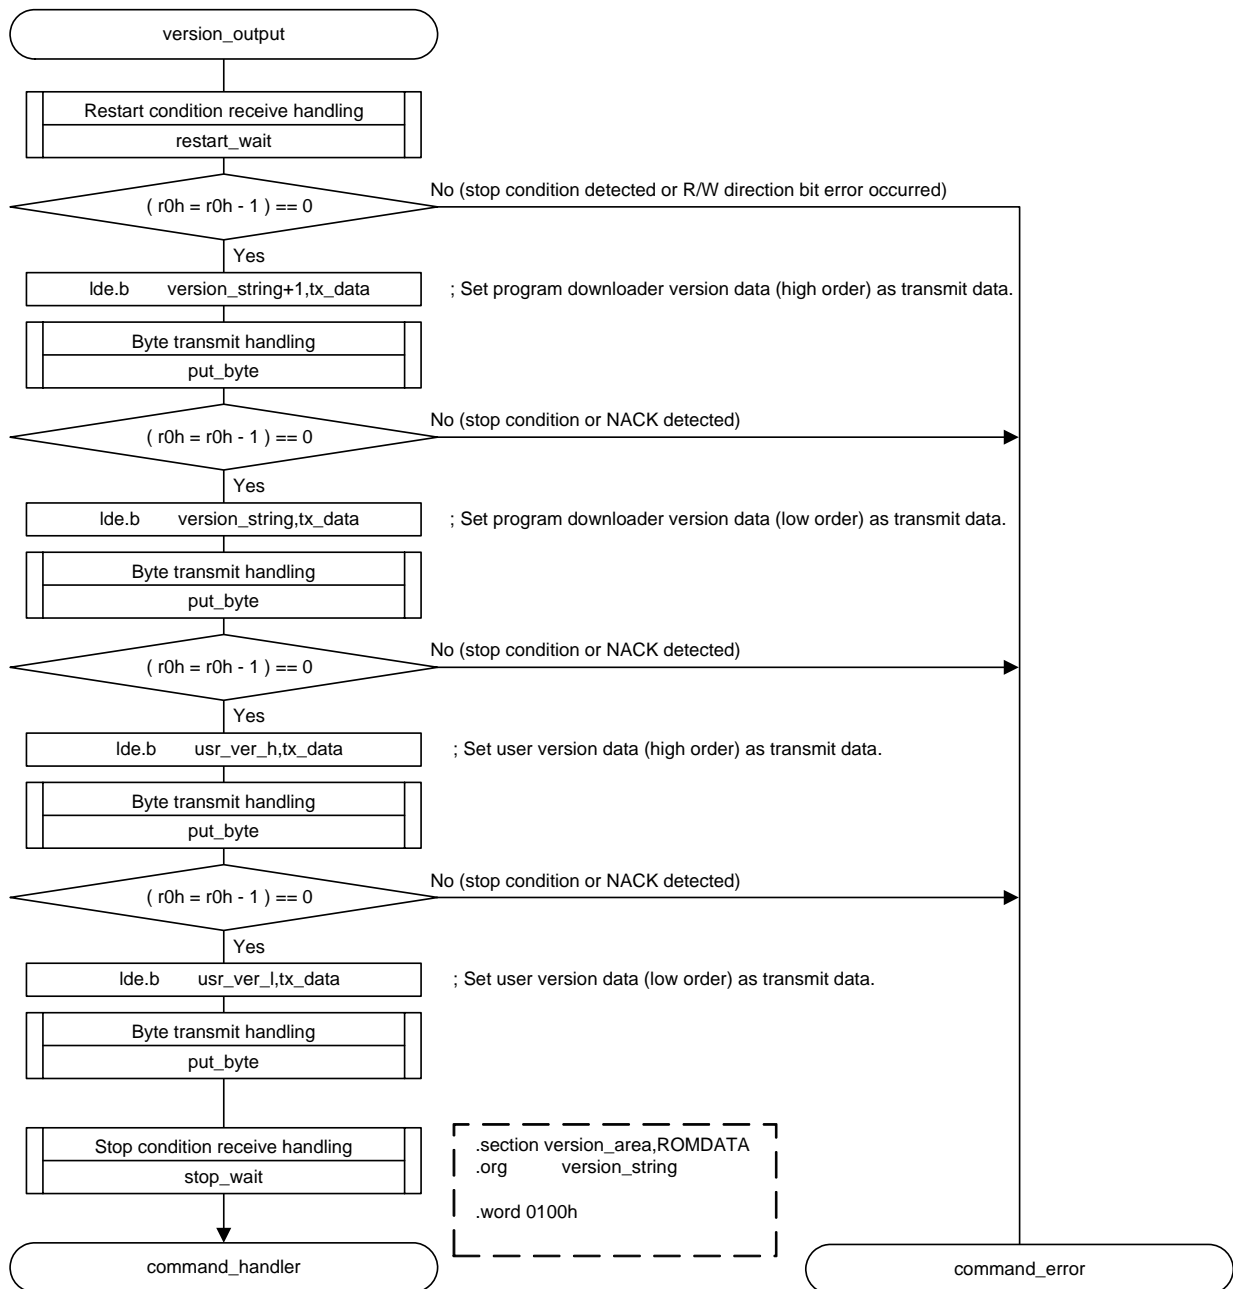 version_output
Restart condition receive handling
restart_wait
No (stop condition detected or R/W direction bit error occurred)
( r0h = r0h - 1 ) == 0
Yes
lde.b version_string+1,tx_data ; Set program downloader version data (high order) as transmit data.
Byte transmit handling
put_byte
No (stop condition or NACK detected)
( r0h = r0h - 1 ) == 0
Yes
lde.b version_string,tx_data ; Set program downloader version data (low order) as transmit data.
Byte transmit handling
put_byte
No (stop condition or NACK detected)
( r0h = r0h - 1 ) == 0
Yes
lde.b usr_ver_h,tx_data ; Set user version data (high order) as transmit data.
Byte transmit handling
put_byte
No (stop condition or NACK detected)
( r0h = r0h - 1 ) == 0
Yes
lde.b usr_ver_l,tx_data ; Set user version data (low order) as transmit data.
Byte transmit handling
put_byte
Stop condition receive handling
stop_wait
.section version_area,ROMDATA
.org version_string
.word 0100h
command_handler
command_error